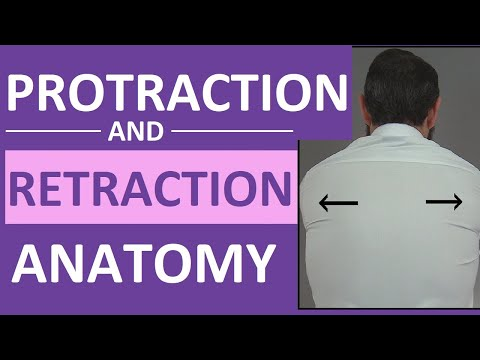 PROTRACTION
AND
RETRACTION
ANATOMY